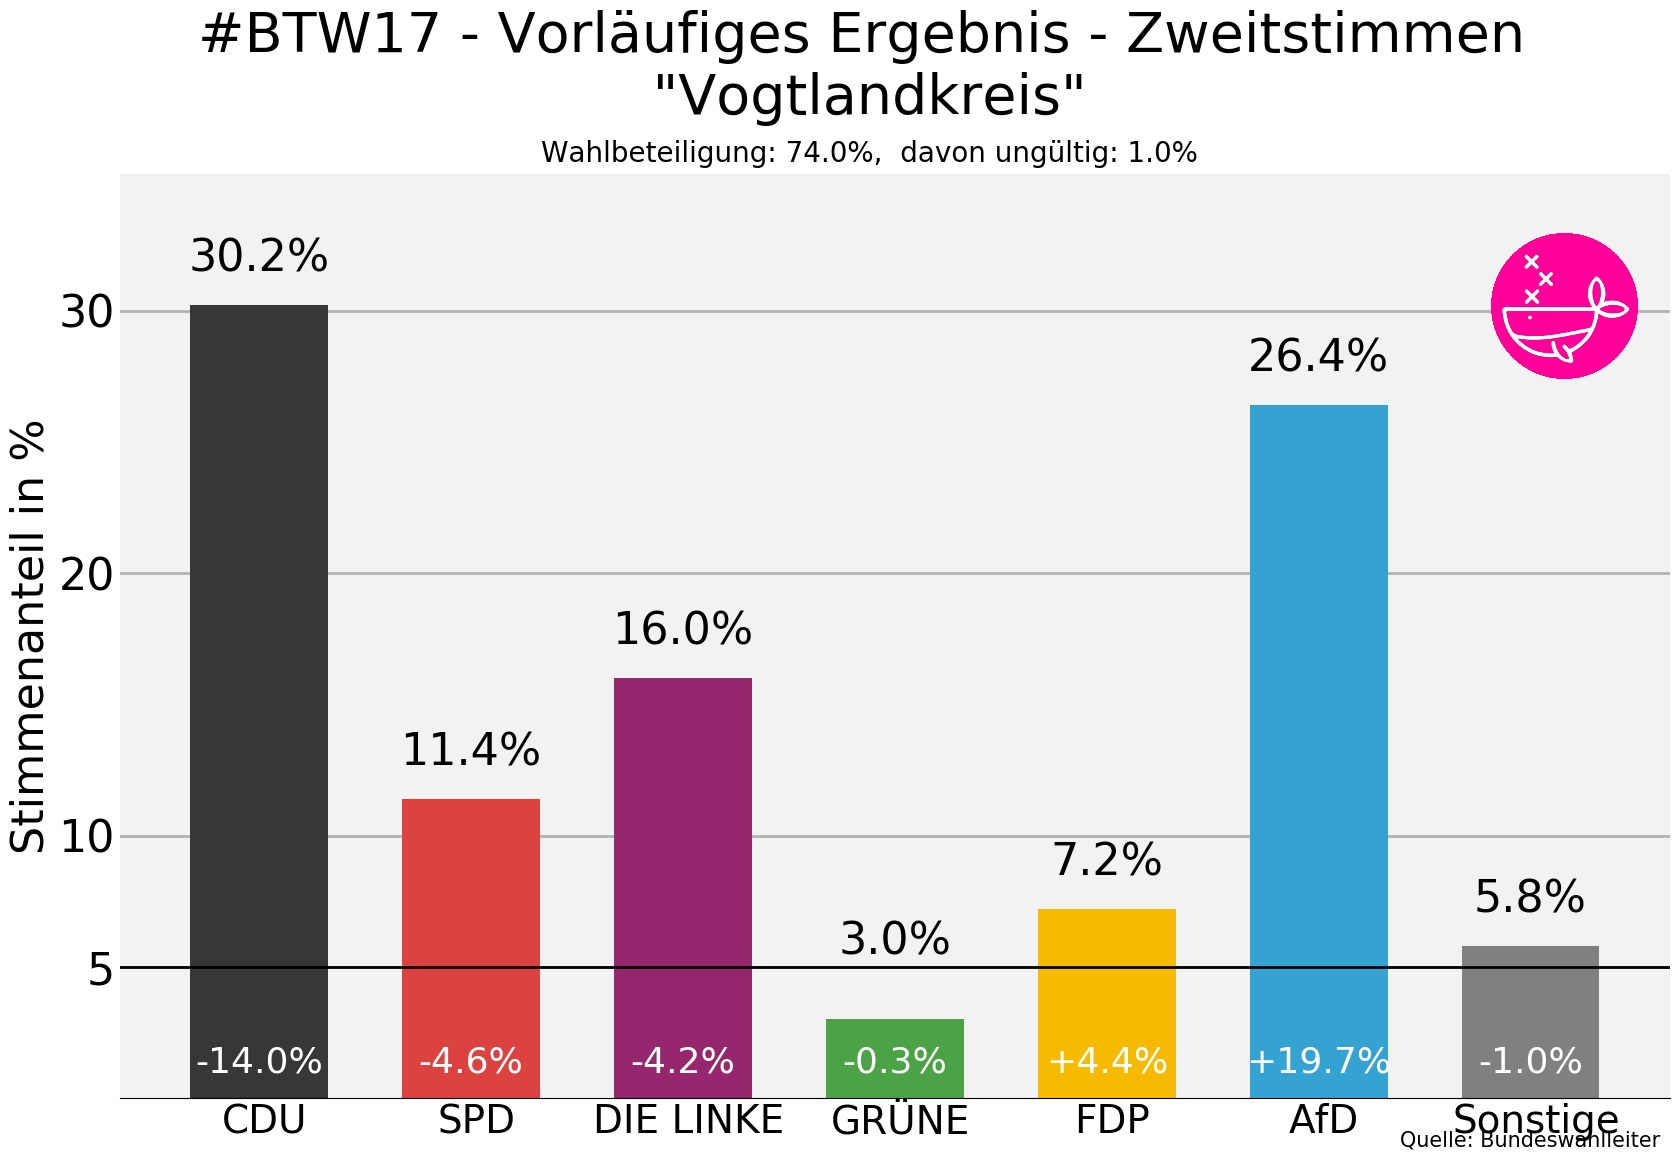 #BTW17 - Vorläufiges Ergebnis - Zweitstimmen
"Vogtlandkreis"
Wahlbeteiligung: 74.0%,  davon ungültig: 1.0%
Stimmenanteil in %
30
20
10
5
30.2%
11.4%
16.0%
3.0%
7.2%
26.4%
5.8%
-14.0%
-4.6%
-4.2%
-0.3%
+4.4%
+19.7%
-1.0%
CDU
SPD
DIE LINKE
GRÜNE
FDP
AfD
Sonstige
Quelle: Bundeswahlleiter